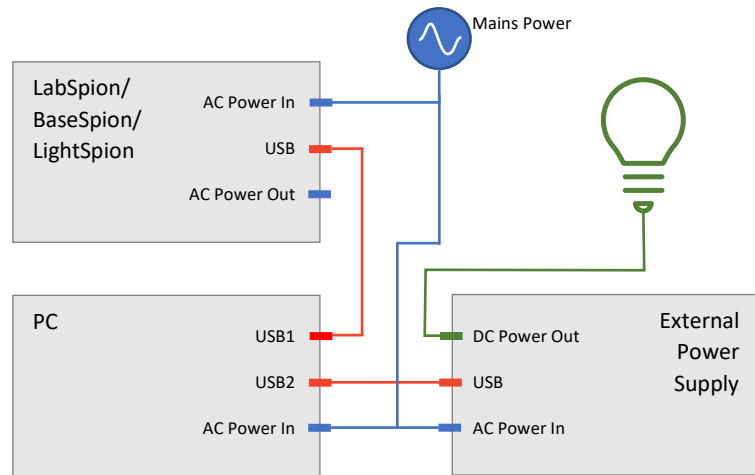 Mains Power
LabSpion/
BaseSpion/
LightSpion
AC Power In
USB
AC Power Out
PC
USB1
USB2
AC Power In
External
Power
Supply
DC Power Out
USB
AC Power In